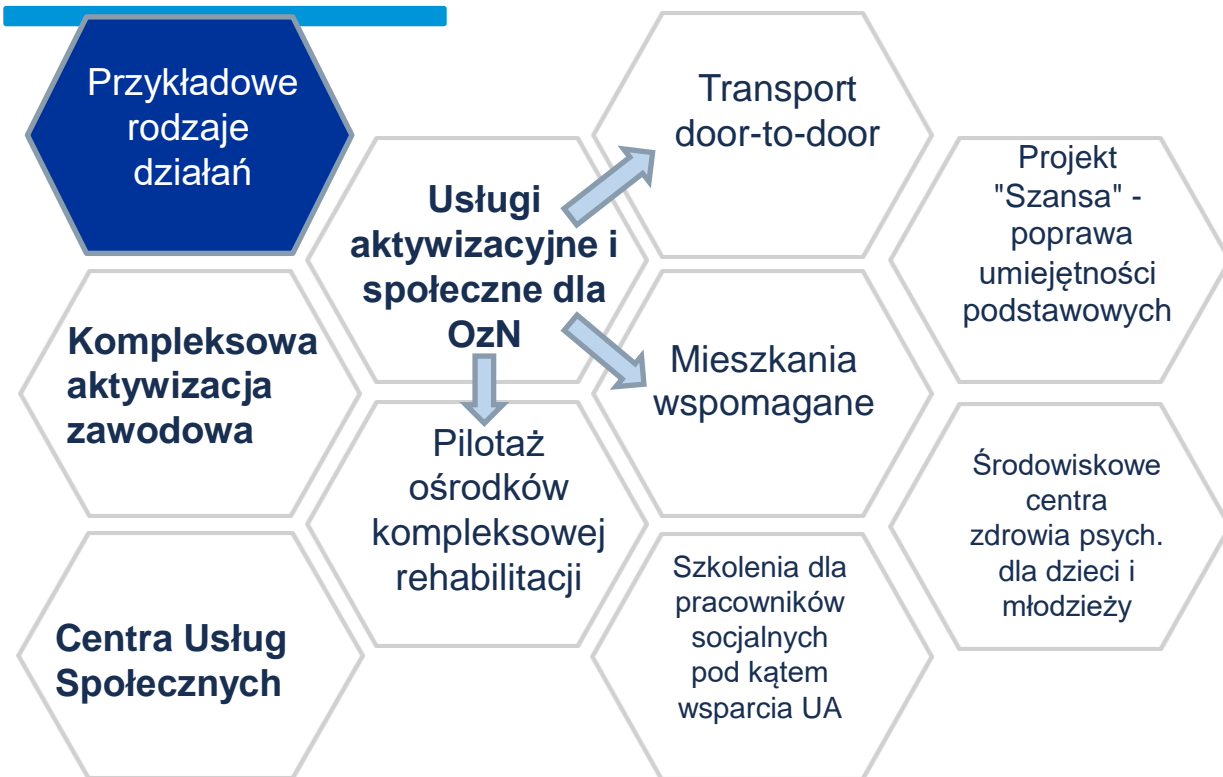 Przykładowe
rodzaje
działań
Kompleksowa
aktywizacja
zawodowa
Centra Usług
Społecznych
Usługi
aktywizacyjne i
społeczne dla
OzN
Pilotaż
ośrodków
kompleksowej
rehabilitacji
Transport
door-to-door
Mieszkania
wspomagane
Szkolenia dla
pracowników
socjalnych
pod kątem
wsparcia UA
Projekt
"Szansa" -
poprawa
umiejętności
podstawowych
Środowiskowe
centra
zdrowia psych.
dla dzieci i
młodzieży